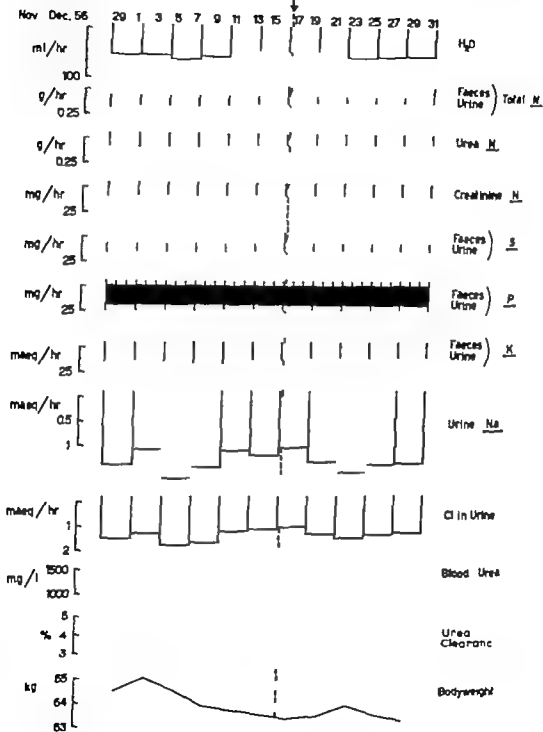 Nov Dec. 56 29 1 3 5 7 9 11 13 15 17 19 21 23 25 27 29 31
ml/hr
100
H₂O
g/hr
0.25
Faeces
Urine ) Total N
g/hr
0.25
Urea N
mg/hr
25
Creatinine N
mg/hr
25
Faeces
Urine ) S
mg/hr
25
Faeces
Urine ) P
maeq/hr
25
Faeces
Urine ) K
maeq/hr
0.5
1
Urine Na
maeq/hr
1
2
Cl in Urine
mg/l 1500
1000
Blood Urea
5
% 4
3
Urea
Clearanc
kg
65
64
63
Bodyweight